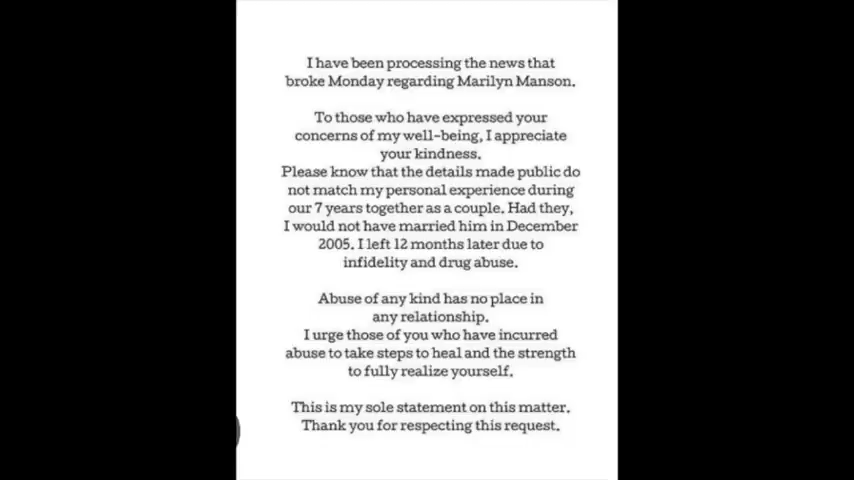 I have been processing the news that
broke Monday regarding Marilyn Manson.
To those who have expressed your
concerns of my well-being, I appreciate
your kindness.
Please know that the details made public do
not match my personal experience during
our 7 years together as a couple. Had they,
I would not have married him in December
2005. I left 12 months later due to
infidelity and drug abuse.
Abuse of any kind has no place in
any relationship.
I urge those of you who have incurred
abuse to take steps to heal and the strength
to fully realize yourself.
This is my sole statement on this matter.
Thank you for respecting this request.